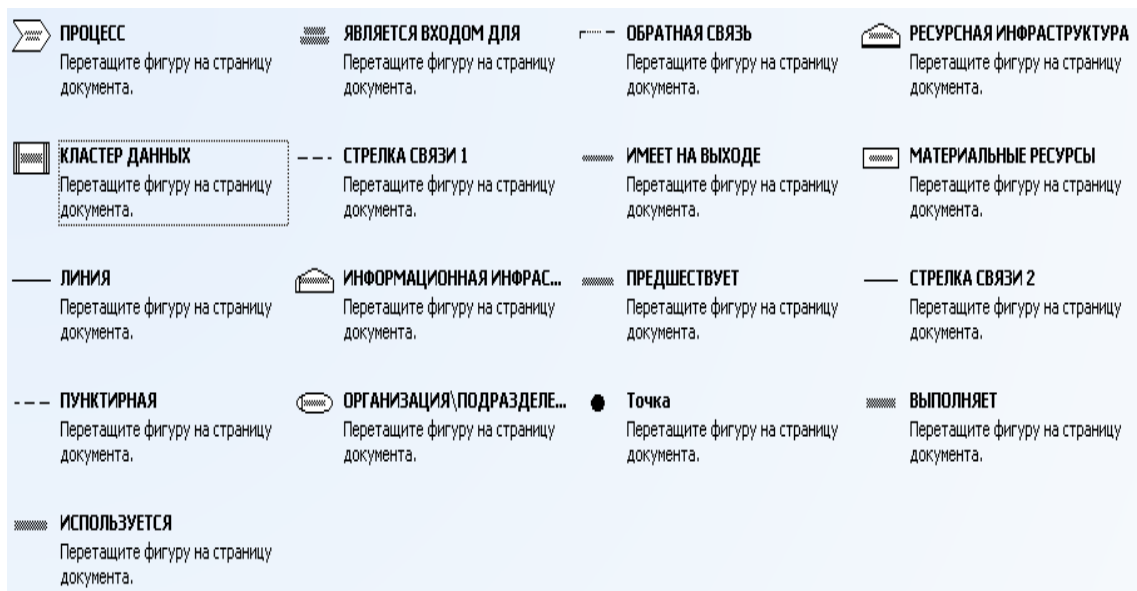 ПРОЦЕСС
Перетащите фигуру на страницу
документа.
ЯВЛЯЕТСЯ ВХОДОМ ДЛЯ
Перетащите фигуру на страницу
документа.
ОБРАТНАЯ СВЯЗЬ
Перетащите фигуру на страницу
документа.
РЕСУРСНАЯ ИНФРАСТРУКТУРА
Перетащите фигуру на страницу
документа.
КЛАСТЕР ДАННЫХ
Перетащите фигуру на страницу
документа.
СТРЕЛКА СВЯЗИ 1
Перетащите фигуру на страницу
документа.
ИМЕЕТ НА ВЫХОДЕ
Перетащите фигуру на страницу
документа.
МАТЕРИАЛЬНЫЕ РЕСУРСЫ
Перетащите фигуру на страницу
документа.
ЛИНИЯ
Перетащите фигуру на страницу
документа.
ИНФОРМАЦИОННАЯ ИНФРАС...
Перетащите фигуру на страницу
документа.
ПРЕДШЕСТВУЕТ
Перетащите фигуру на страницу
документа.
СТРЕЛКА СВЯЗИ 2
Перетащите фигуру на страницу
документа.
ПУНКТИРНАЯ
Перетащите фигуру на страницу
документа.
ОРГАНИЗАЦИЯ\ПОДРАЗДЕЛЕ...
Перетащите фигуру на страницу
документа.
Точка
Перетащите фигуру на страницу
документа.
ВЫПОЛНЯЕТ
Перетащите фигуру на страницу
документа.
ИСПОЛЬЗУЕТСЯ
Перетащите фигуру на страницу
документа.